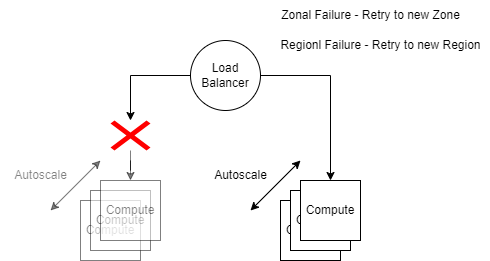 Zonal Failure - Retry to new Zone
Regionl Failure - Retry to new Region
Load
Balancer
Autoscale
Autoscale
Compute
Compute
Compute
Compute
C
C